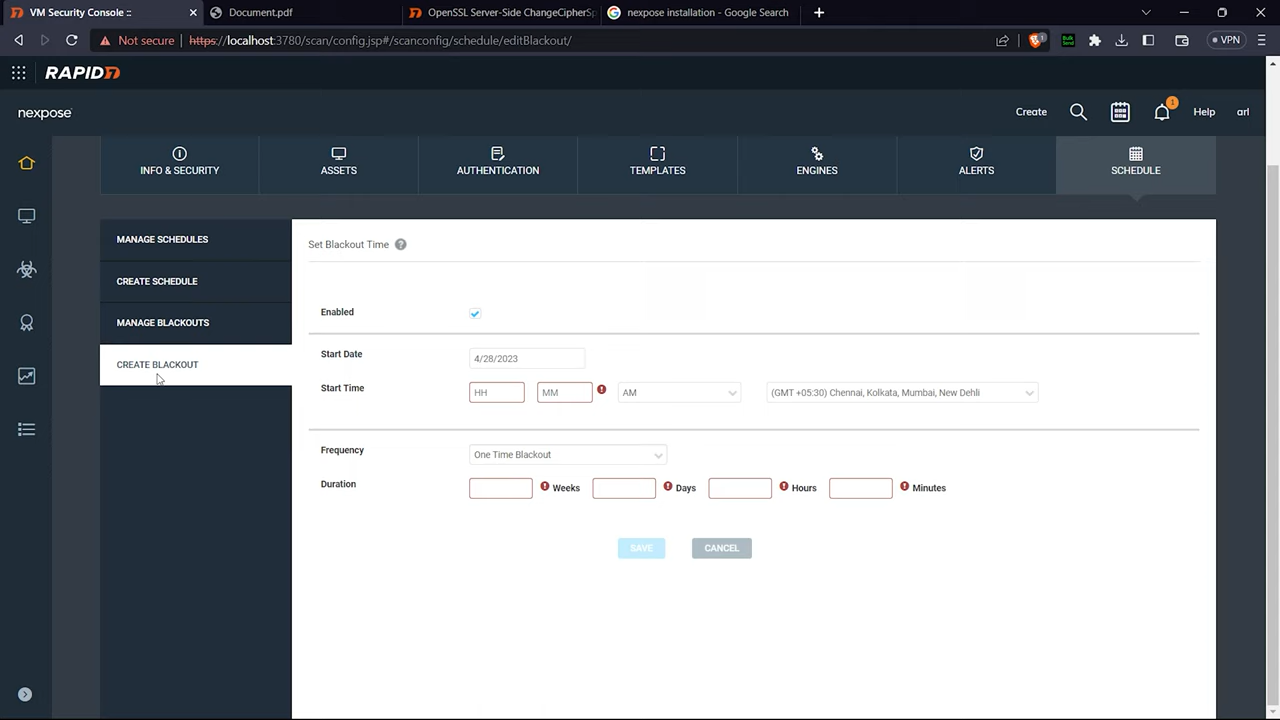 VM Security Console ::
Document.pdf
OpenSSL Server-Side ChangeCipherSp
nexpose installation - Google Search
Not secure
https://localhost:3780/scan/config.jsp#/scanconfig/schedule/editBlackout/
1
Bulk Send
VPN
RAPID7
nexpose
Create
1
Help
arl
INFO & SECURITY
ASSETS
AUTHENTICATION
TEMPLATES
ENGINES
ALERTS
SCHEDULE
MANAGE SCHEDULES
CREATE SCHEDULE
MANAGE BLACKOUTS
CREATE BLACKOUT
Set Blackout Time ?
Enabled
Start Date 4/28/2023
Start Time HH MM AM (GMT +05:30) Chennai, Kolkata, Mumbai, New Dehli
Frequency One Time Blackout
Duration Weeks Days Hours Minutes
SAVE CANCEL